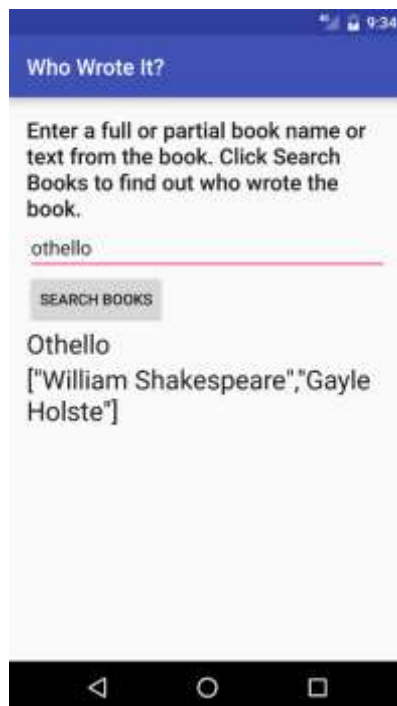 9:34
Who Wrote It?
Enter a full or partial book name or
text from the book. Click Search
Books to find out who wrote the
book.
othello
SEARCH BOOKS
Othello
["William Shakespeare","Gayle
Holste"]